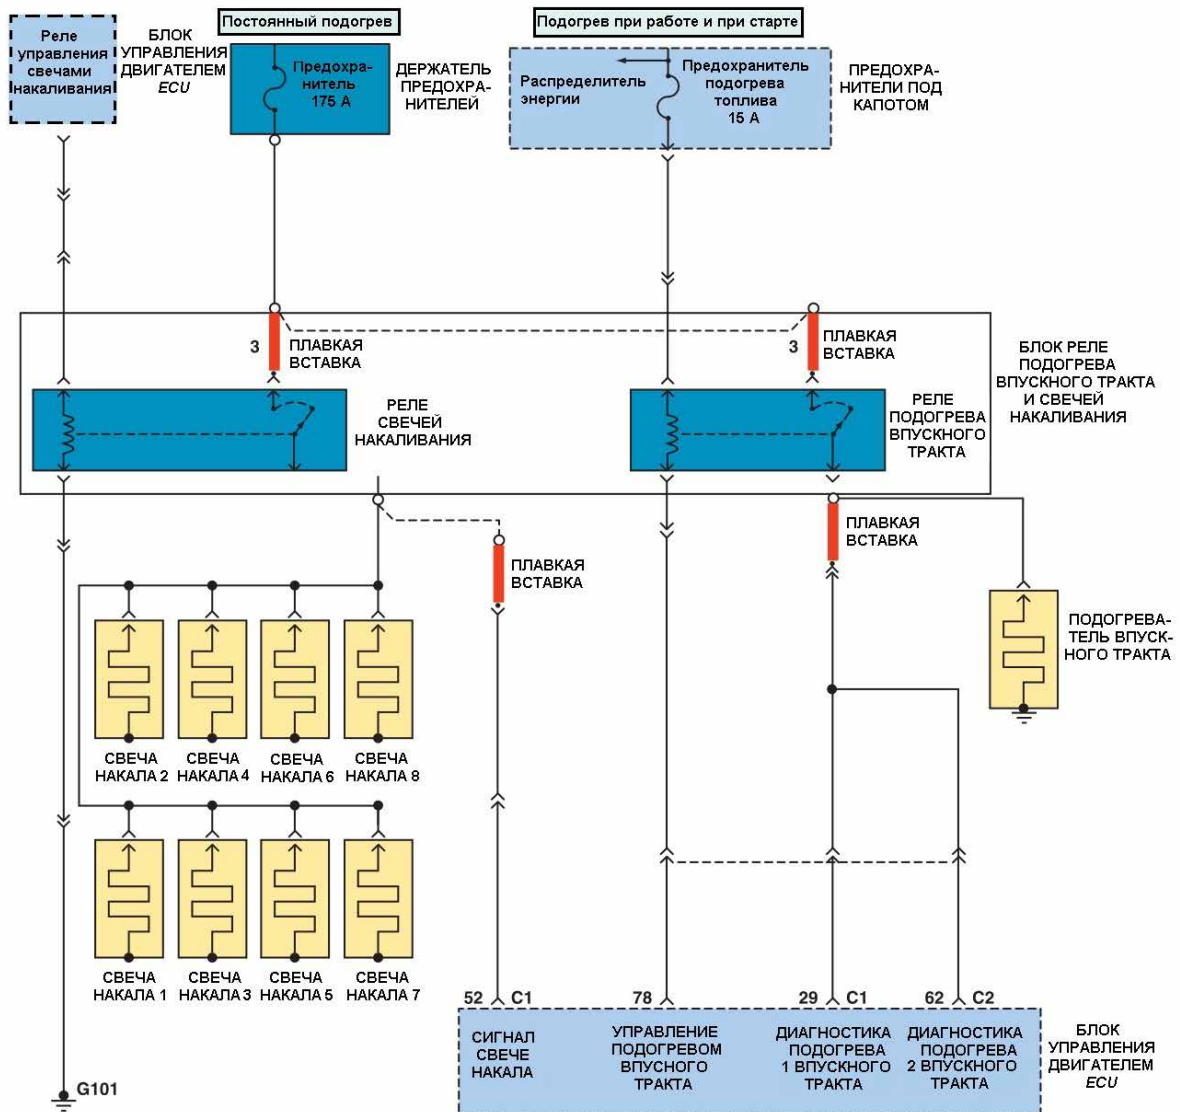 Постоянный подогрев
Подогрев при работе и при старте
Реле
управления
свечами
накаливания
БЛОК
УПРАВЛЕНИЯ
ДВИГАТЕЛЕМ
ECU
Предохра-
нитель
175 А
ДЕРЖАТЕЛЬ
ПРЕДОХРА-
НИТЕЛЕЙ
Распределитель
энергии
Предохранитель
подогрева
топлива
15 А
ПРЕДОХРА-
НИТЕЛИ ПОД
КАПОТОМ
3
ПЛАВКАЯ
ВСТАВКА
3
ПЛАВКАЯ
ВСТАВКА
БЛОК РЕЛЕ
ПОДОГРЕВА
ВПУСКНОГО ТРАКТА
И СВЕЧЕЙ
НАКАЛИВАНИЯ
РЕЛЕ
СВЕЧЕЙ
НАКАЛИВАНИЯ
РЕЛЕ
ПОДОГРЕВА
ВПУСКНОГО
ТРАКТА
ПЛАВКАЯ
ВСТАВКА
ПЛАВКАЯ
ВСТАВКА
ПОДОГРЕВА-
ТЕЛЬ ВПУСК-
НОГО ТРАКТА
СВЕЧА
НАКАЛА 2
СВЕЧА
НАКАЛА 4
СВЕЧА
НАКАЛА 6
СВЕЧА
НАКАЛА 8
СВЕЧА
НАКАЛА 1
СВЕЧА
НАКАЛА 3
СВЕЧА
НАКАЛА 5
СВЕЧА
НАКАЛА 7
52 C1
78
29 C1
62 C2
СИГНАЛ
СВЕЧЕ
НАКАЛА
УПРАВЛЕНИЕ
ПОДОГРЕВОМ
ВПУСНОГО
ТРАКТА
ДИАГНОСТИКА
ПОДОГРЕВА
1 ВПУСКНОГО
ТРАКТА
ДИАГНОСТИКА
ПОДОГРЕВА
2 ВПУСКНОГО
ТРАКТА
БЛОК
УПРАВЛЕНИЯ
ДВИГАТЕЛЕМ
ECU
G101